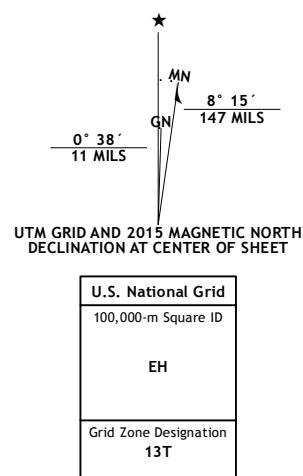 MN
GN
8° 15´
147 MILS
0° 38´
11 MILS
UTM GRID AND 2015 MAGNETIC NORTH
DECLINATION AT CENTER OF SHEET
U.S. National Grid
100,000-m Square ID
EH
Grid Zone Designation
13T